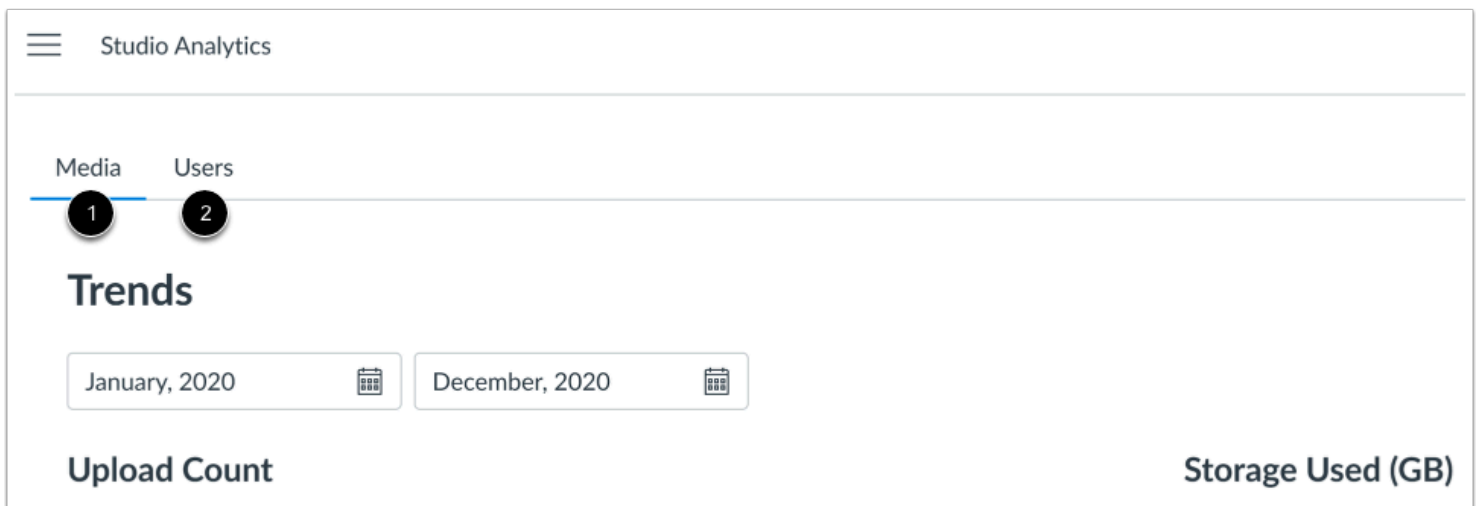 Studio Analytics
Media Users
1 2
Trends
January, 2020 December, 2020
Upload Count Storage Used (GB)